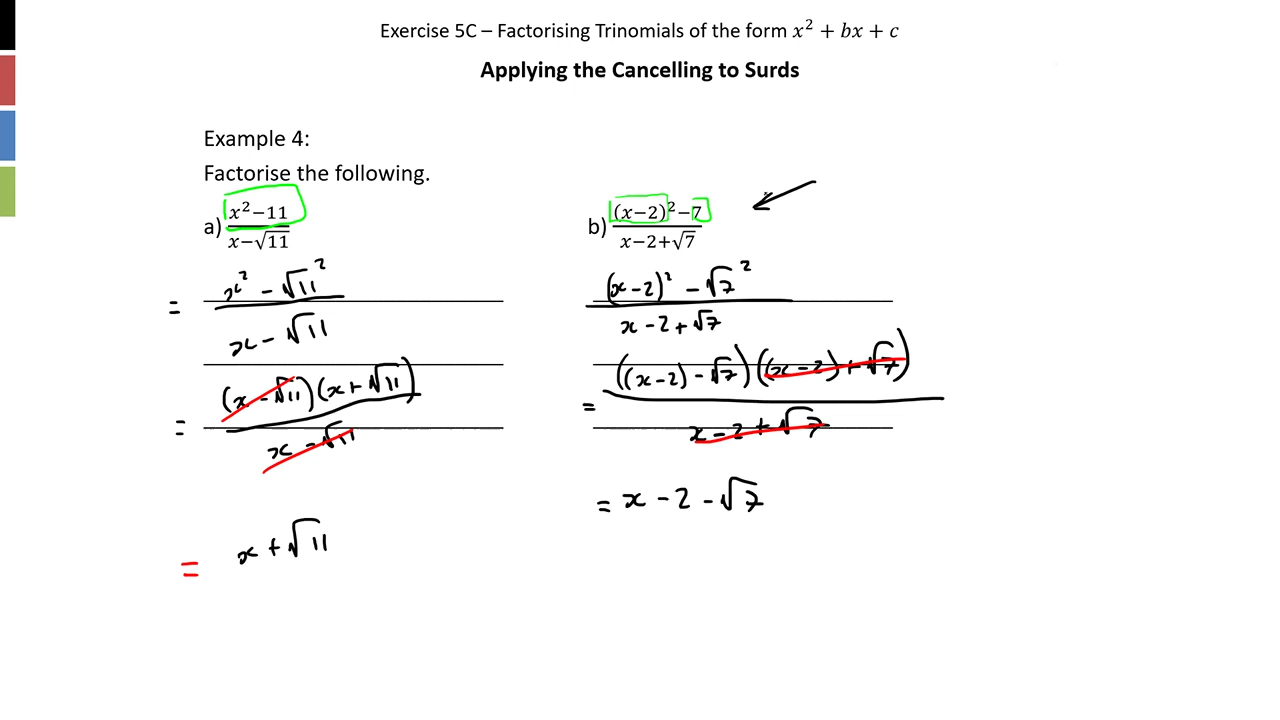 Exercise 5C – Factorising Trinomials of the form x² + bx + c
Applying the Cancelling to Surds
Example 4:
Factorise the following.
a) (x²−11)/(x−√11)
= (x² − √11²)/(x − √11)
= ((x − √11)(x + √11))/(x − √11)
= x + √11
b) ((x−2)²−7)/(x−2+√7)
((x−2)² − √7²)/(x − 2 + √7)
= (((x−2) − √7)((x−2) + √7))/(x − 2 + √7)
= x − 2 − √7